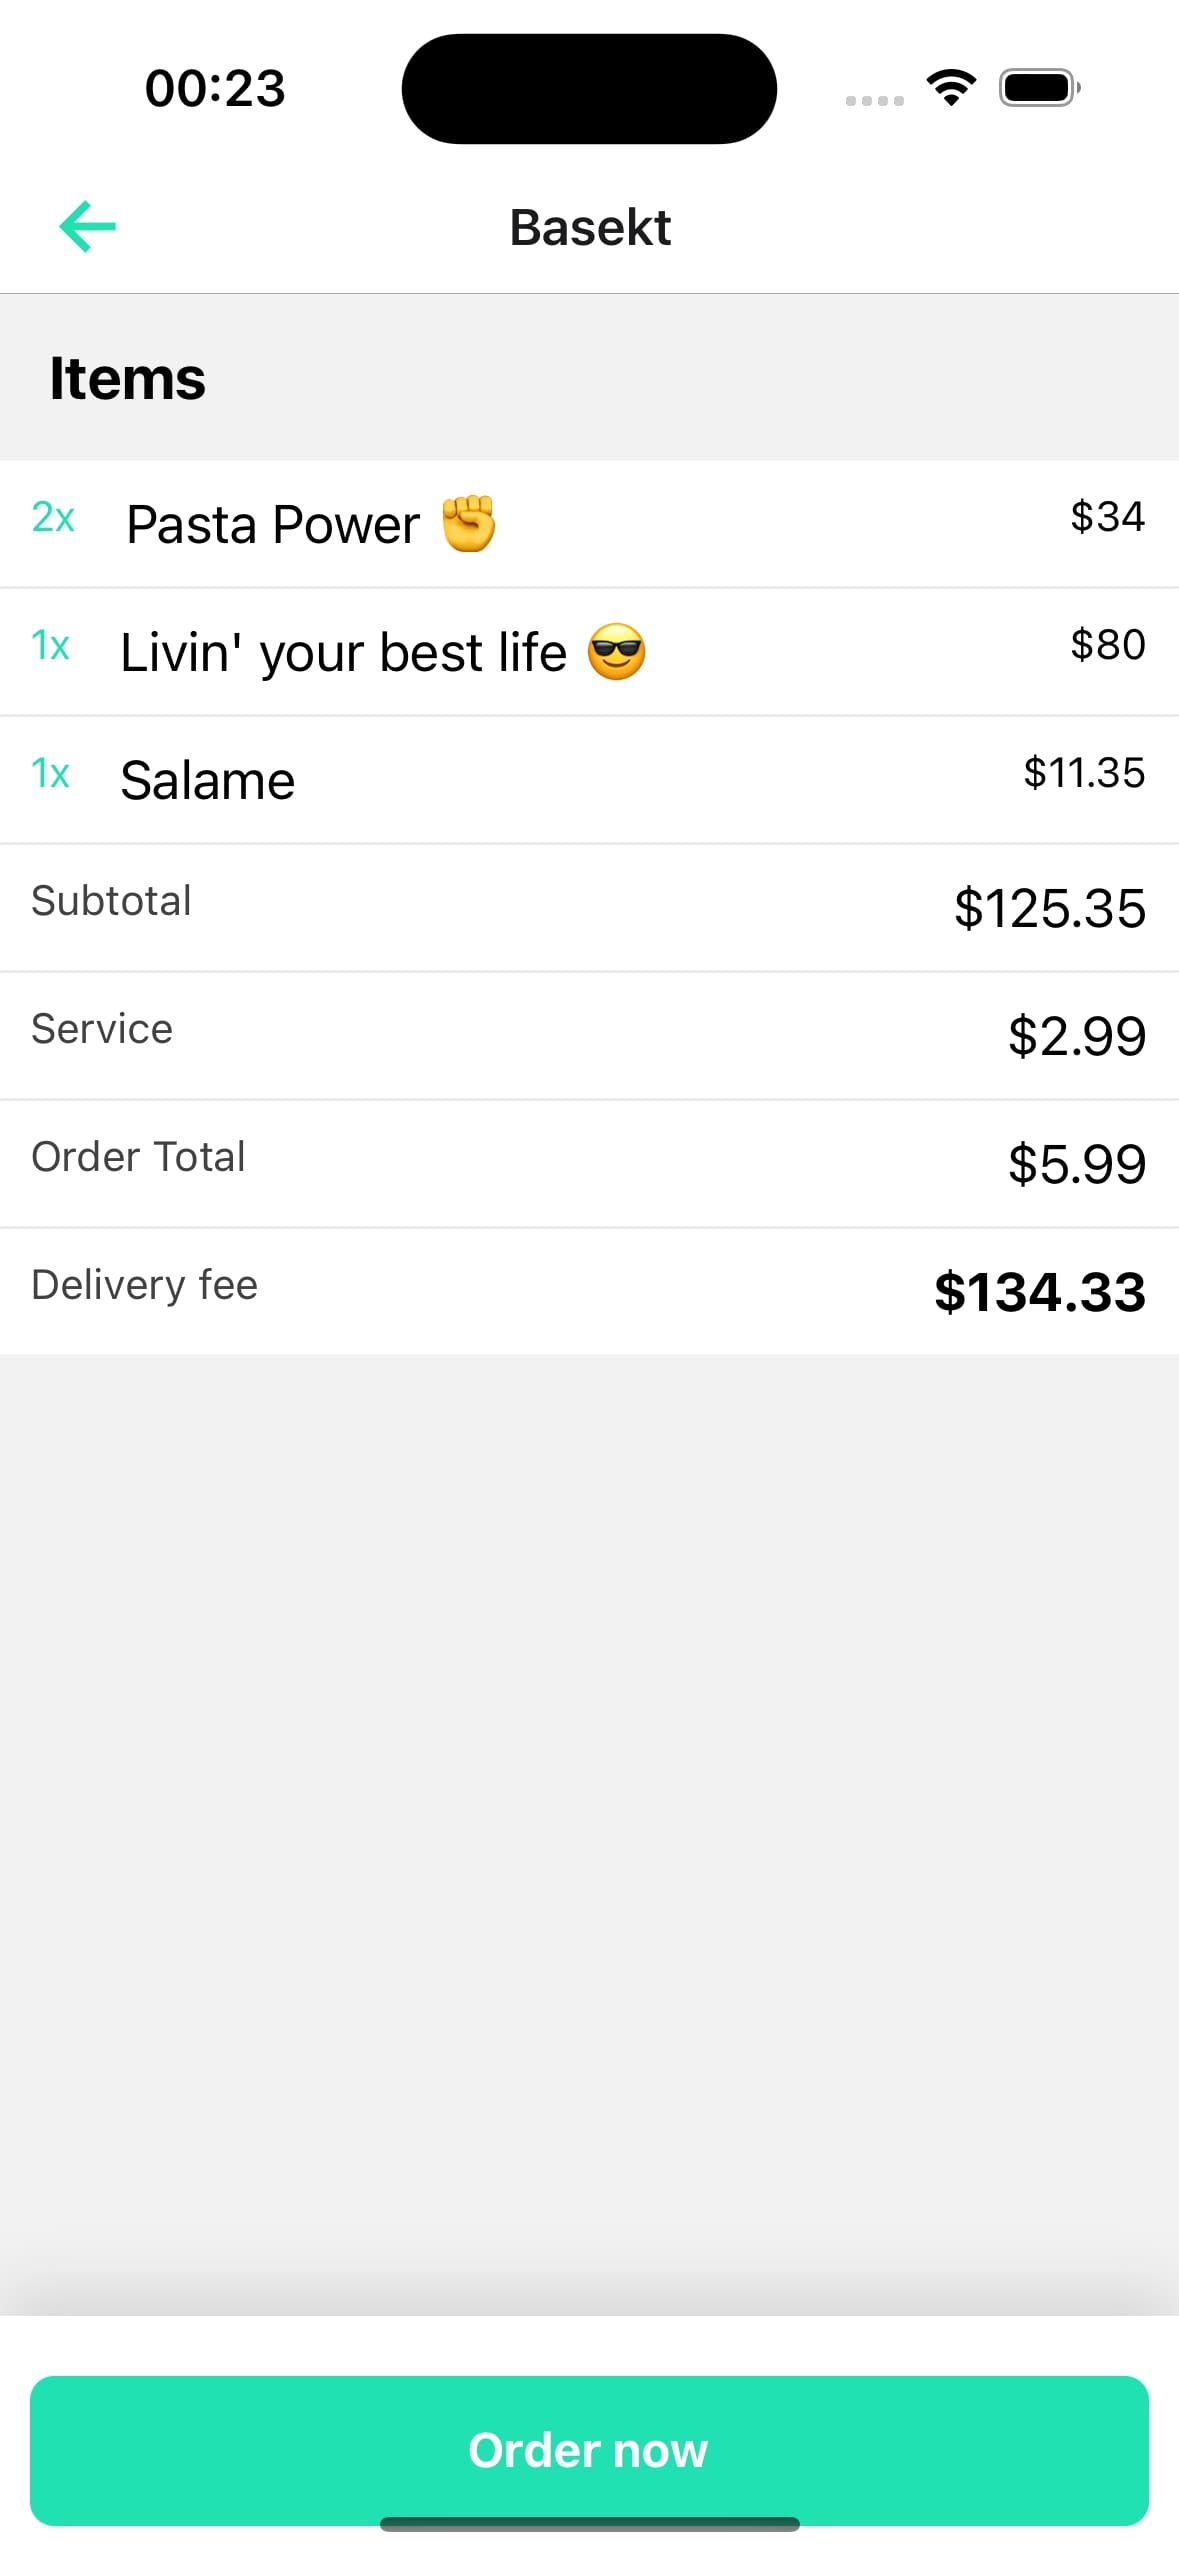 00:23
Basekt
Items
2x Pasta Power ✊ $34
1x Livin' your best life 😎 $80
1x Salame $11.35
Subtotal $125.35
Service $2.99
Order Total $5.99
Delivery fee $134.33
Order now